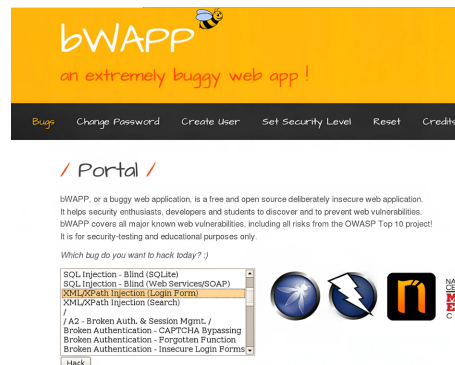 bWAPP
an extremely buggy web app !
Bugs Change Password Create User Set Security Level Reset Credits
/ Portal /
bWAPP, or a buggy web application, is a free and open source deliberately insecure web application.
It helps security enthusiasts, developers and students to discover and to prevent web vulnerabilities.
bWAPP covers all major known web vulnerabilities, including all risks from the OWASP Top 10 project!
It is for security-testing and educational purposes only.
Which bug do you want to hack today? :)
SQL Injection - Blind (SQLite)
SQL Injection - Blind (Web Services/SOAP)
XML/XPath Injection (Login Form)
XML/XPath Injection (Search)
/
/ A2 - Broken Auth. & Session Mgmt. /
Broken Authentication - CAPTCHA Bypassing
Broken Authentication - Forgotten Function
Broken Authentication - Insecure Login Forms
Hack